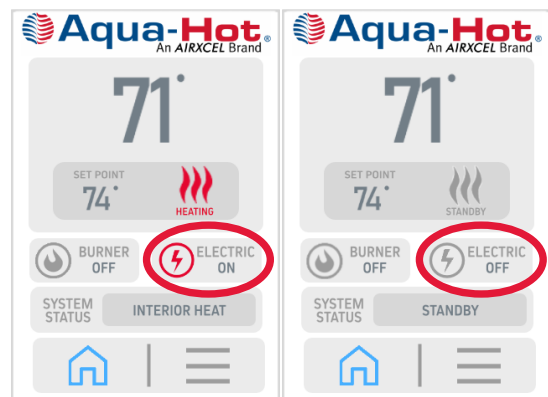 Aqua-Hot®
An AIRXCEL Brand
71°
SET POINT
74°
HEATING
BURNER
OFF
ELECTRIC
ON
SYSTEM
STATUS
INTERIOR HEAT
Aqua-Hot®
An AIRXCEL Brand
71°
SET POINT
74°
STANDBY
BURNER
OFF
ELECTRIC
OFF
SYSTEM
STATUS
STANDBY